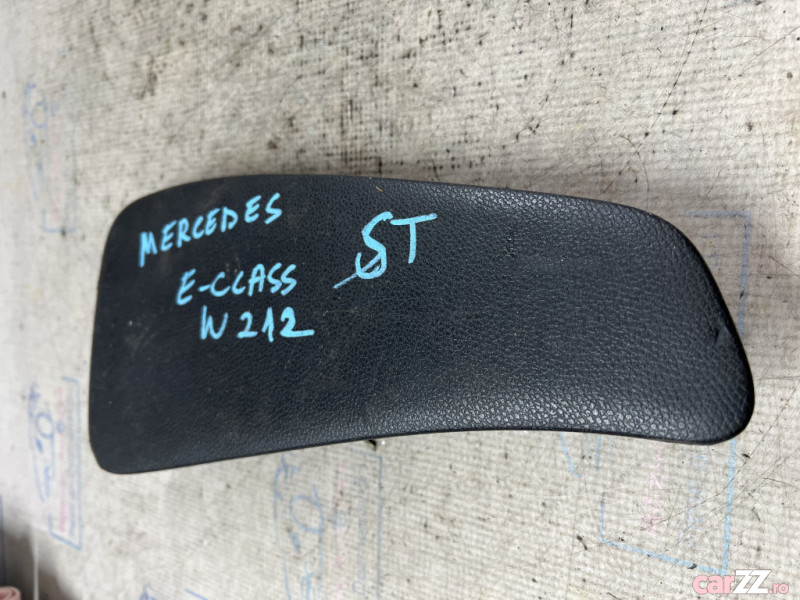 MERCEDES
ST
E-CLASS
W212
carZZ.ro